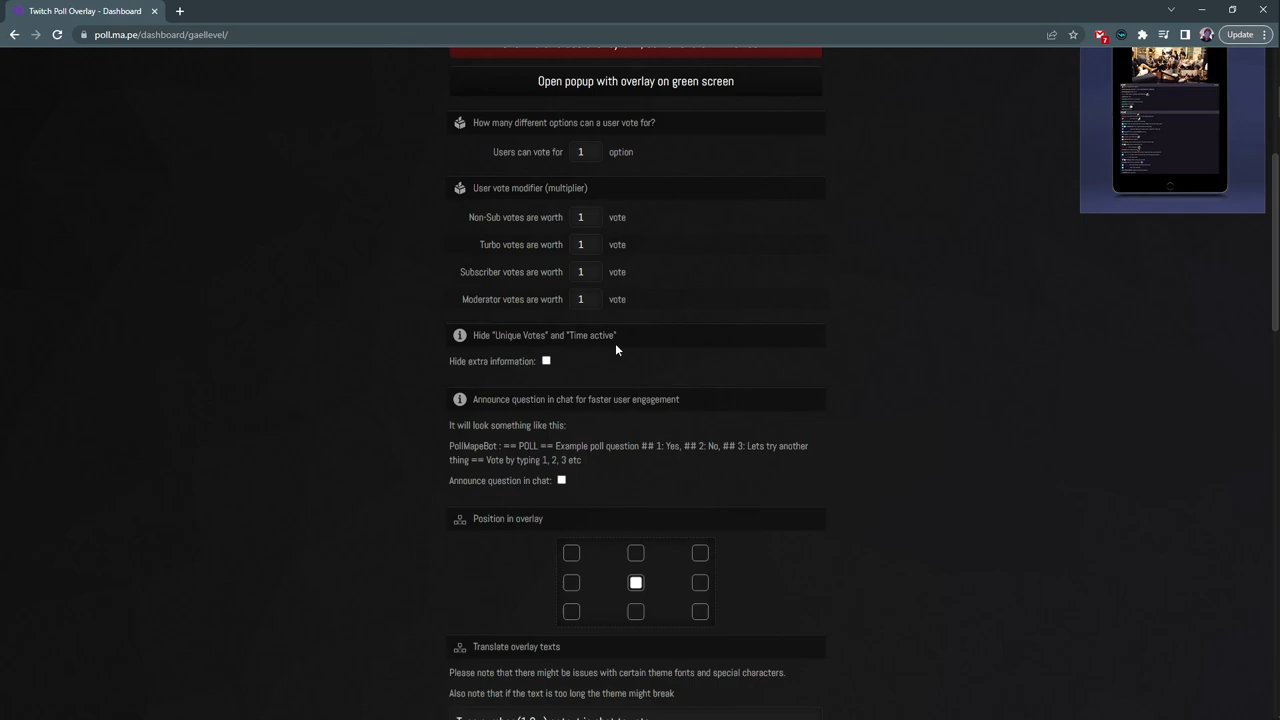 Twitch Poll Overlay - Dashboard
poll.ma.pe/dashboard/gaellevel/
7
Update
Open popup with overlay on green screen
How many different options can a user vote for?
Users can vote for 1 option
User vote modifier (multiplier)
Non-Sub votes are worth 1 vote
Turbo votes are worth 1 vote
Subscriber votes are worth 1 vote
Moderator votes are worth 1 vote
Hide "Unique Votes" and "Time active"
Hide extra information:
Announce question in chat for faster user engagement
It will look something like this:
PollMapeBot : == POLL == Example poll question ## 1: Yes, ## 2: No, ## 3: Lets try another
thing == Vote by typing 1, 2, 3 etc
Announce question in chat:
Position in overlay
Translate overlay texts
Please note that there might be issues with certain theme fonts and special characters.
Also note that if the text is too long the theme might break